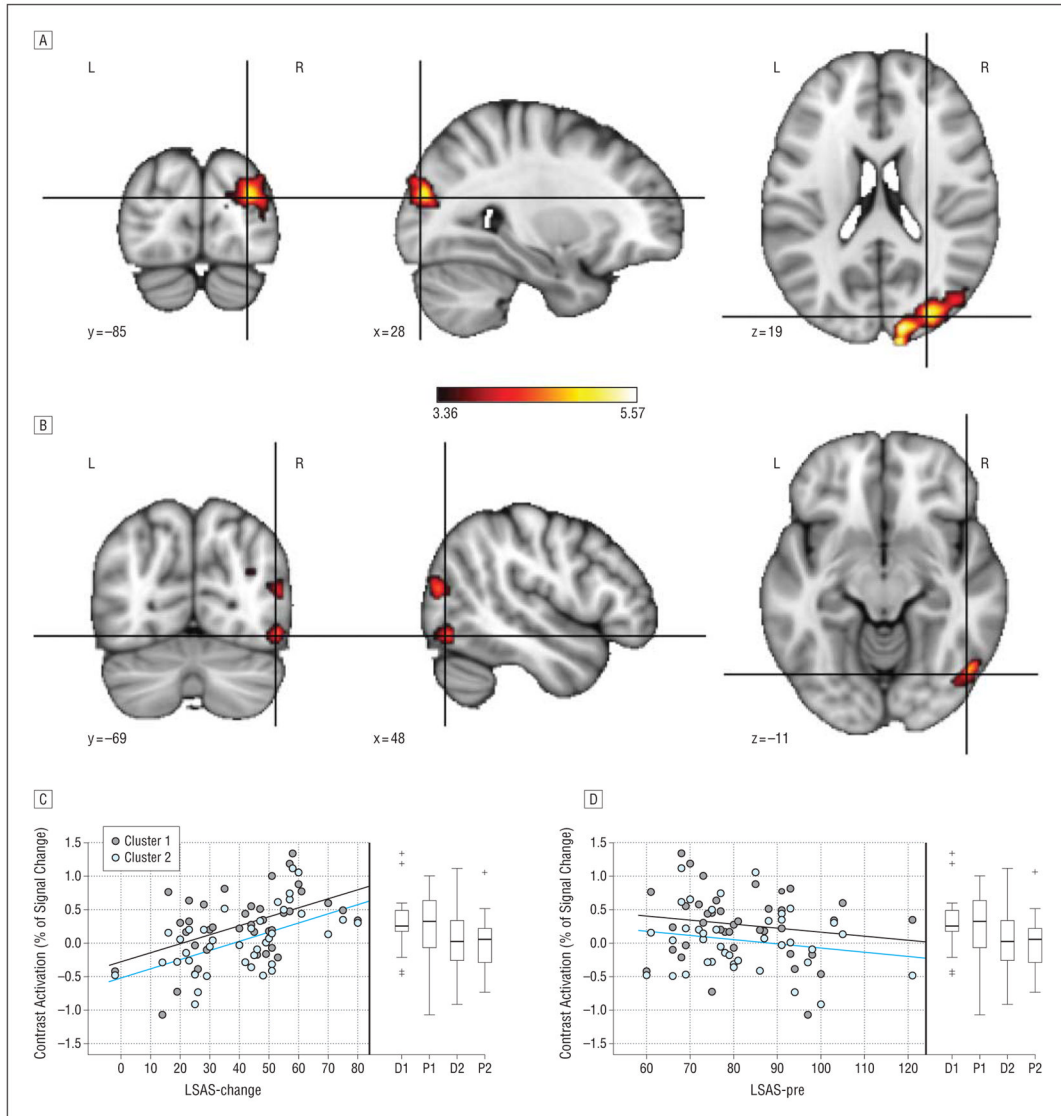 A
L R L R
y=–85 x=28 z=19
3.36 5.57
B
L R L R
y=–69 x=48 z=–11
C
Contrast Activation (% of Signal Change)
Cluster 1
Cluster 2
1.5
1.0
0.5
0.0
–0.5
–1.0
–1.5
0 10 20 30 40 50 60 70 80 D1 P1 D2 P2
LSAS-change
D
Contrast Activation (% of Signal Change)
1.5
1.0
0.5
0.0
–0.5
–1.0
–1.5
60 70 80 90 100 110 120 D1 P1 D2 P2
LSAS-pre